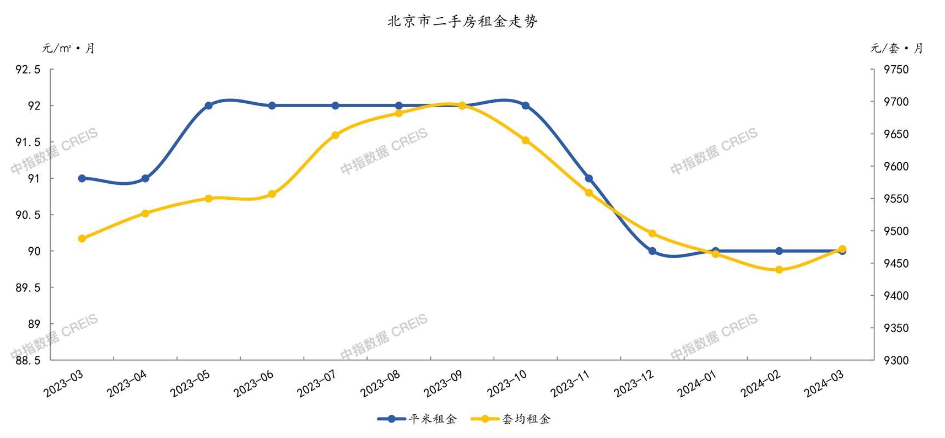 北京市二手房租金走势
元/㎡·月
元/套·月
92.5
92
91.5
91
90.5
90
89.5
89
88.5
9750
9700
9650
9600
9550
9500
9450
9400
9350
9300
中指数据 CREIS
中指数据 CREIS
中指数据 CREIS
中指数据 CREIS
中指数据 CREIS
中指数据 CREIS
2023-03
2023-04
2023-05
2023-06
2023-07
2023-08
2023-09
2023-10
2023-11
2023-12
2024-01
2024-02
2024-03
平米租金
套均租金